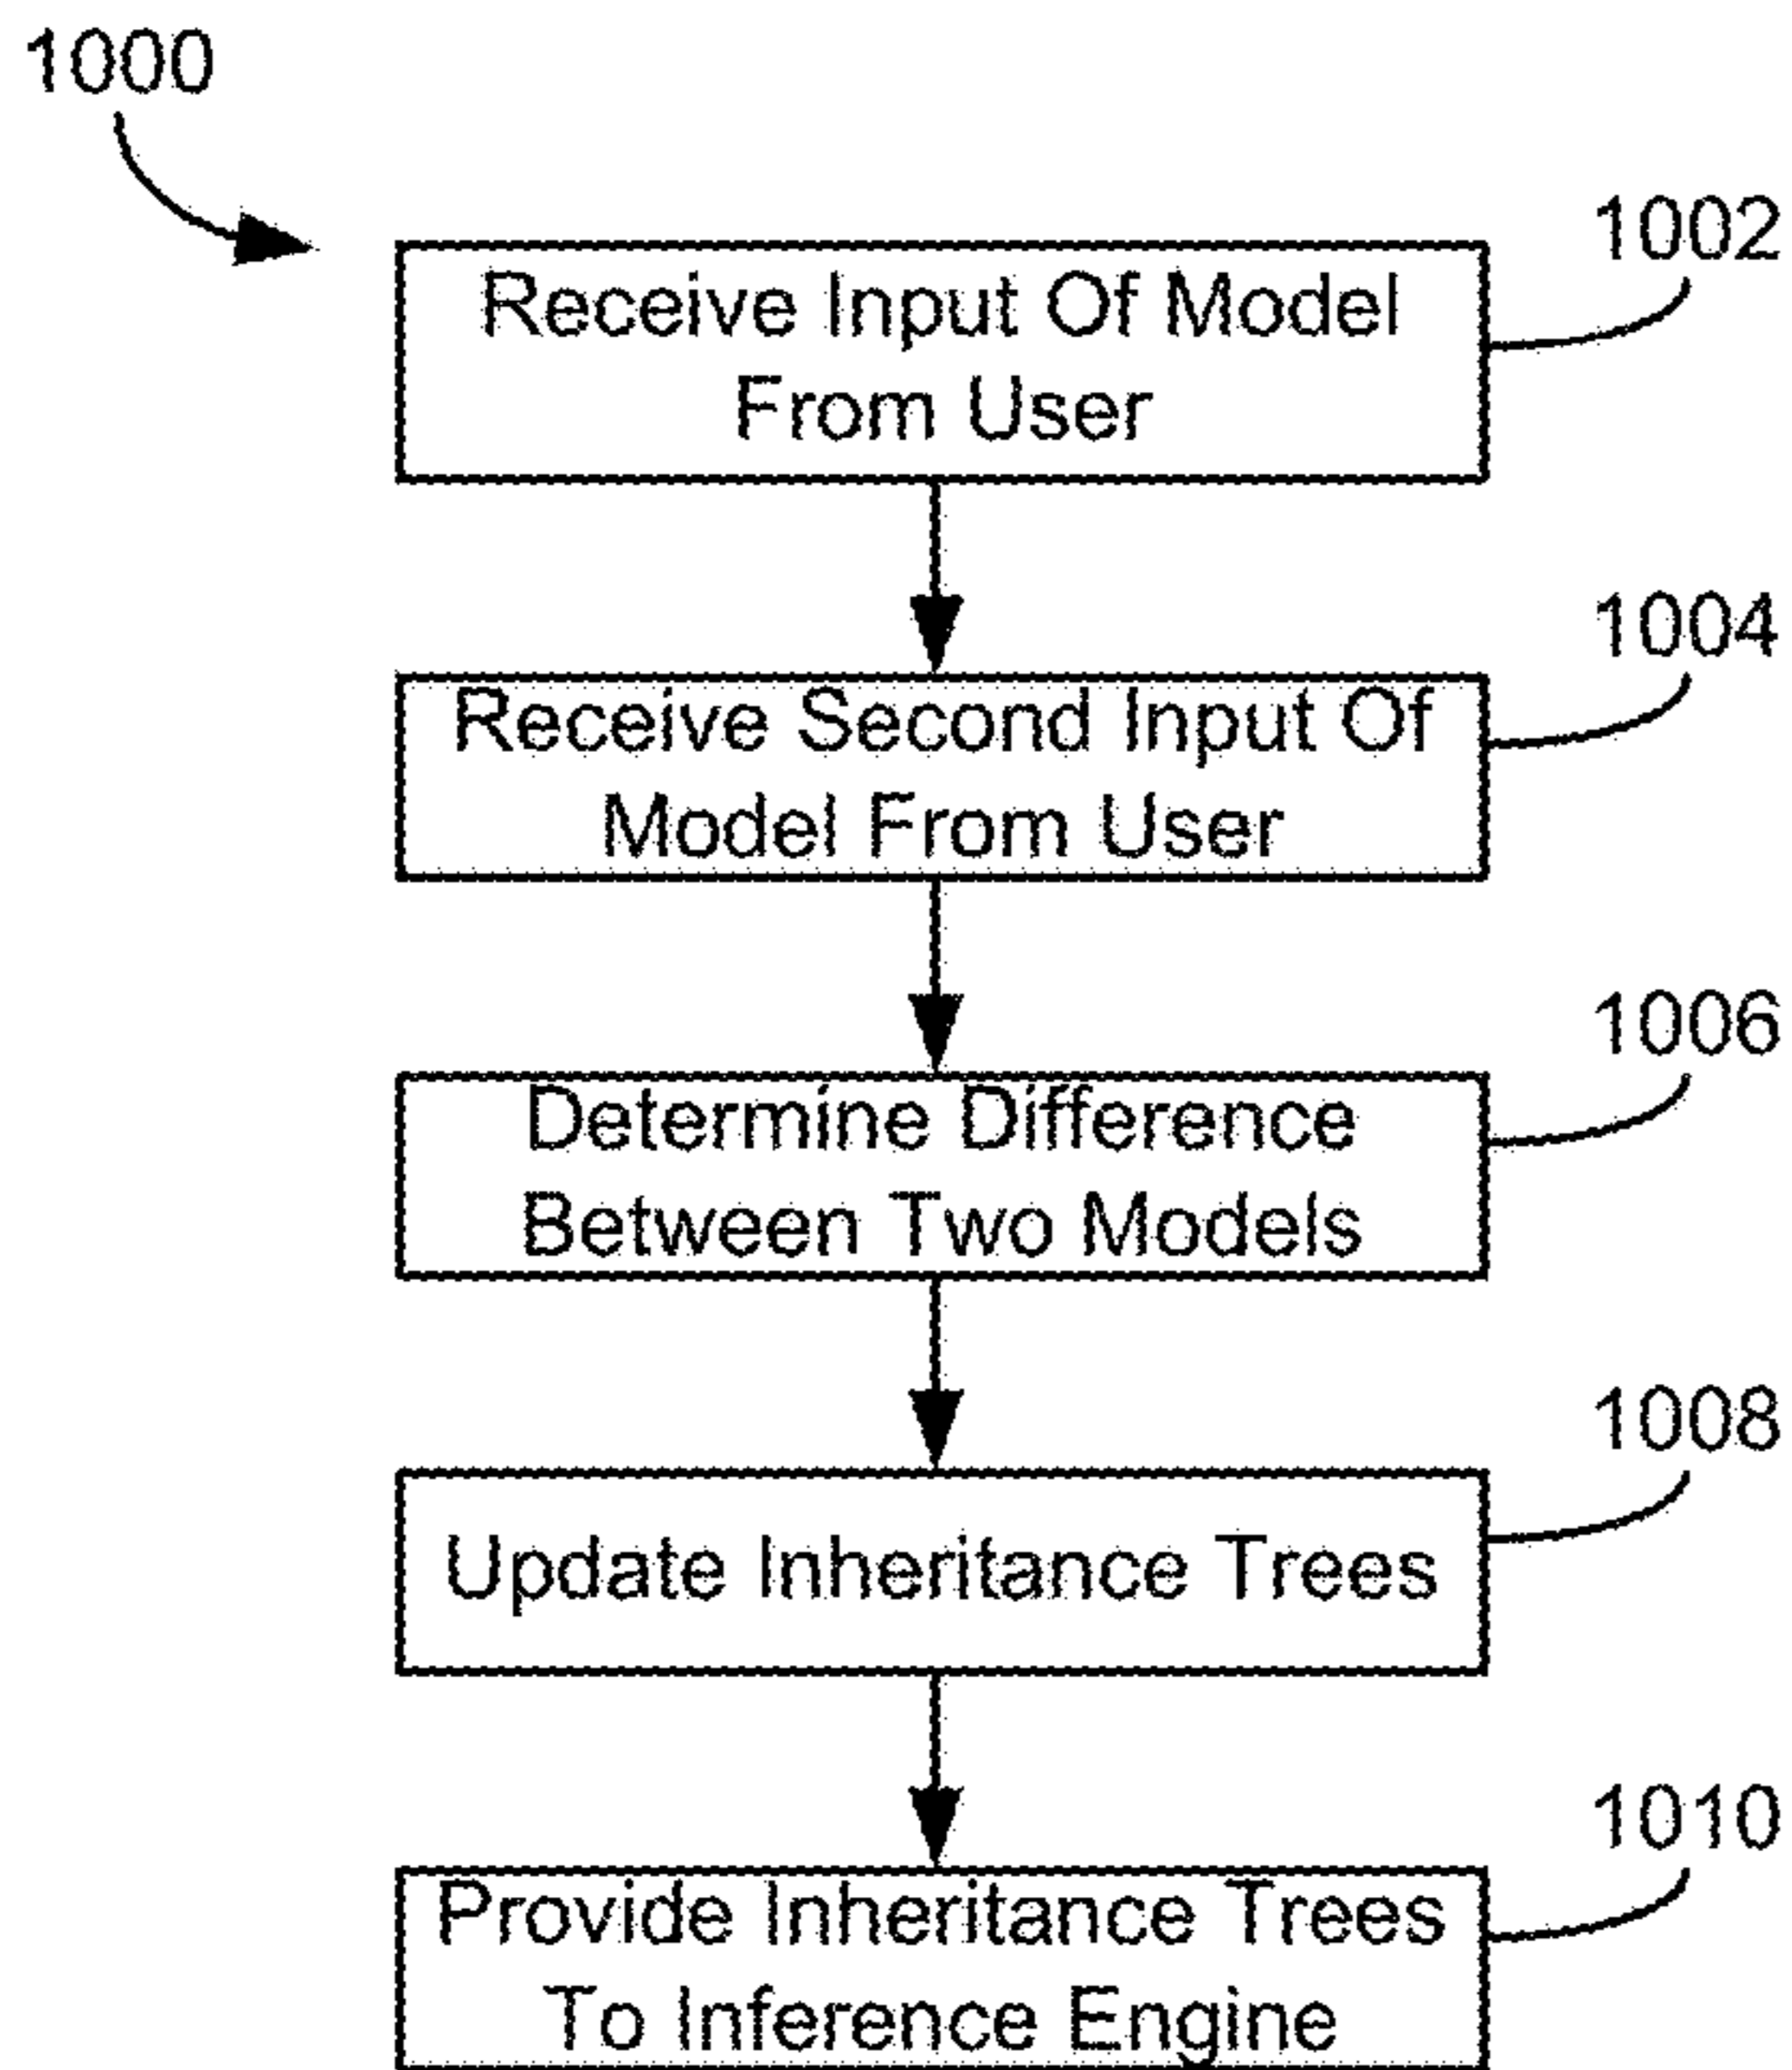 1000
1002
Receive Input Of Model
From User
1004
Receive Second Input Of
Model From User
1006
Determine Difference
Between Two Models
1008
Update Inheritance Trees
1010
Provide Inheritance Trees
To Inference Engine